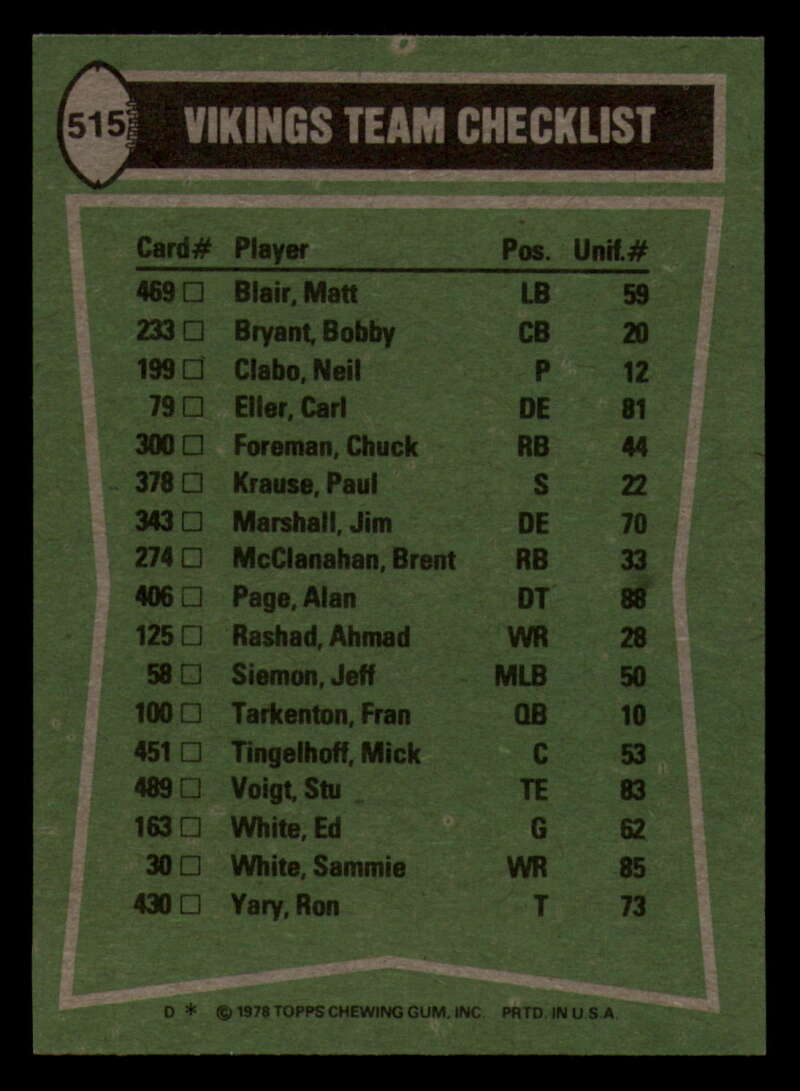 515 VIKINGS TEAM CHECKLIST
Card# Player Pos. Unif.#
469 □ Blair, Matt LB 59
233 □ Bryant, Bobby CB 20
199 □ Clabo, Neil P 12
79 □ Eller, Carl DE 81
300 □ Foreman, Chuck RB 44
378 □ Krause, Paul S 22
343 □ Marshall, Jim DE 70
274 □ McClanahan, Brent RB 33
406 □ Page, Alan DT 88
125 □ Rashad, Ahmad WR 28
58 □ Siemon, Jeff MLB 50
100 □ Tarkenton, Fran QB 10
451 □ Tingelhoff, Mick C 53
489 □ Voigt, Stu TE 83
163 □ White, Ed G 62
30 □ White, Sammie WR 85
430 □ Yary, Ron T 73
D * © 1978 TOPPS CHEWING GUM, INC. PRTD. IN U.S.A.